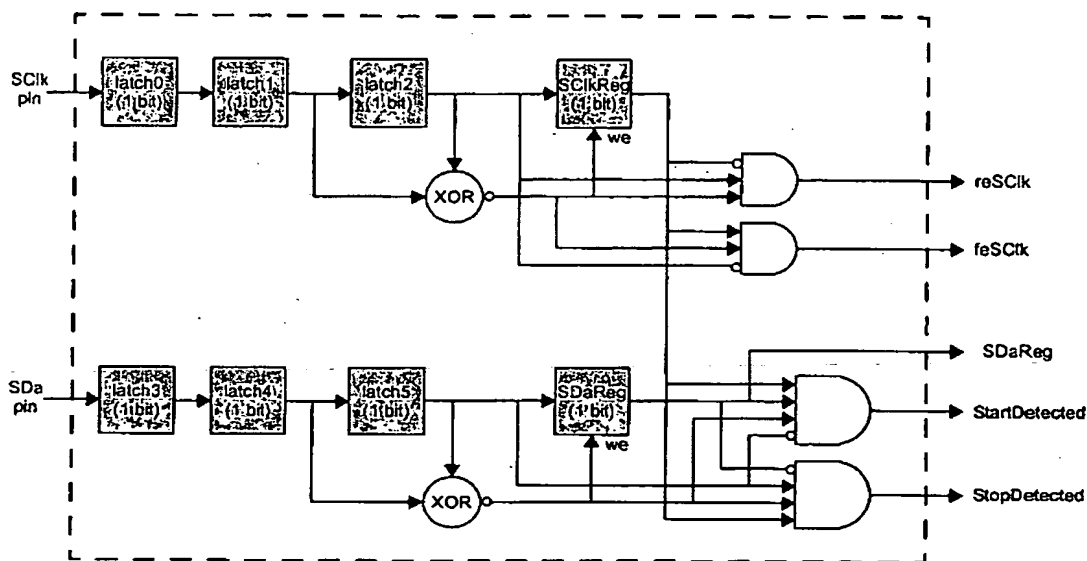 SClk
pin
latch0
(1 bit)
latch1
(1 bit)
latch2
(1 bit)
SClkReg
(1 bit)
we
XOR
reSClk
feSClk
SDa
pin
latch3
(1 bit)
latch4
(1 bit)
latch5
(1 bit)
SDaReg
(1 bit)
we
XOR
SDaReg
StartDetected
StopDetected